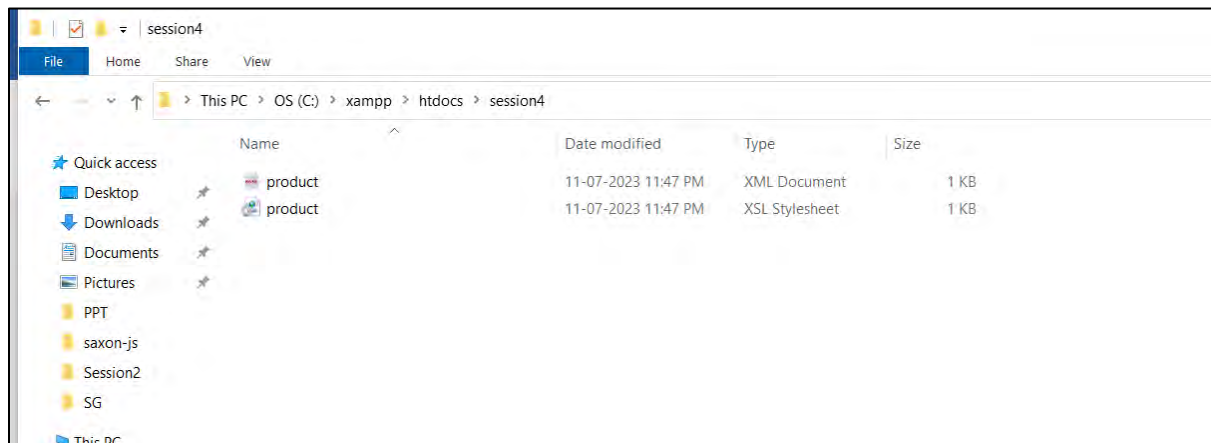 session4
File Home Share View
This PC > OS (C:) > xampp > htdocs > session4
Name Date modified Type Size
Quick access
product 11-07-2023 11:47 PM XML Document 1 KB
Desktop
product 11-07-2023 11:47 PM XSL Stylesheet 1 KB
Downloads
Documents
Pictures
PPT
saxon-js
Session2
SG
This PC